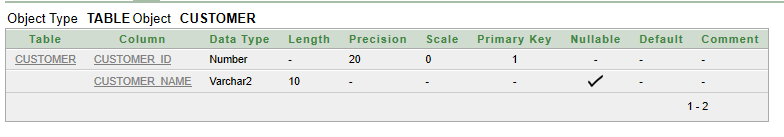 Object Type TABLE Object CUSTOMER
Table Column Data Type Length Precision Scale Primary Key Nullable Default Comment
CUSTOMER CUSTOMER_ID Number - 20 0 1 - - -
CUSTOMER_NAME Varchar2 10 - - - ✓ - -
1 - 2